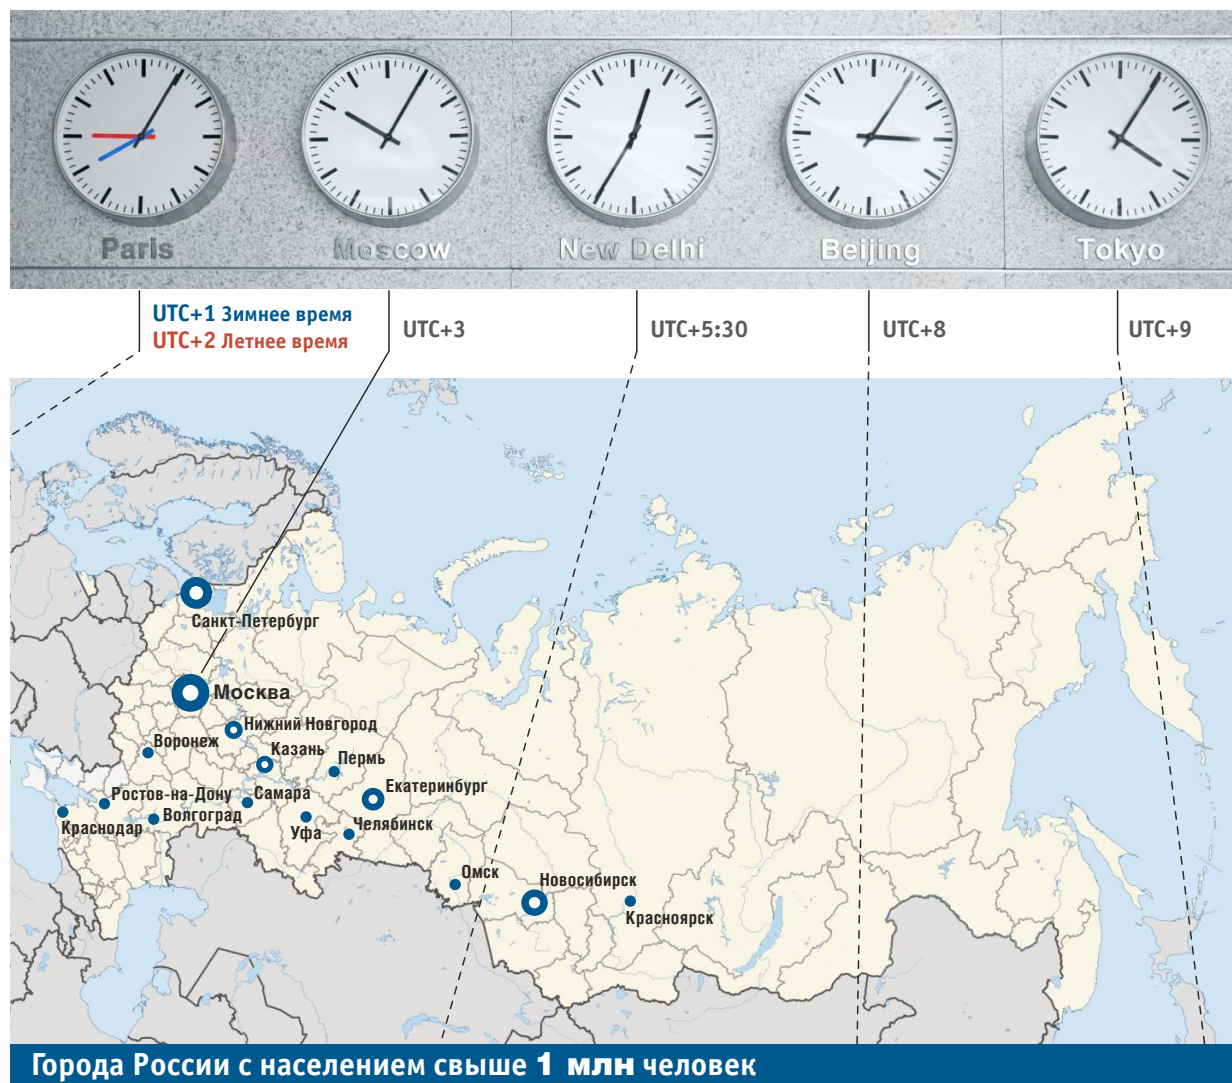 Paris
Moscow
New Delhi
Beijing
Tokyo
UTC+1 Зимнее время
UTC+2 Летнее время
UTC+3
UTC+5:30
UTC+8
UTC+9
Санкт-Петербург
Москва
Нижний Новгород
Воронеж
Казань
Пермь
Екатеринбург
Ростов-на-Дону
Самара
Волгоград
Краснодар
Уфа
Челябинск
Омск
Новосибирск
Красноярск
Города России с населением свыше 1 млн человек